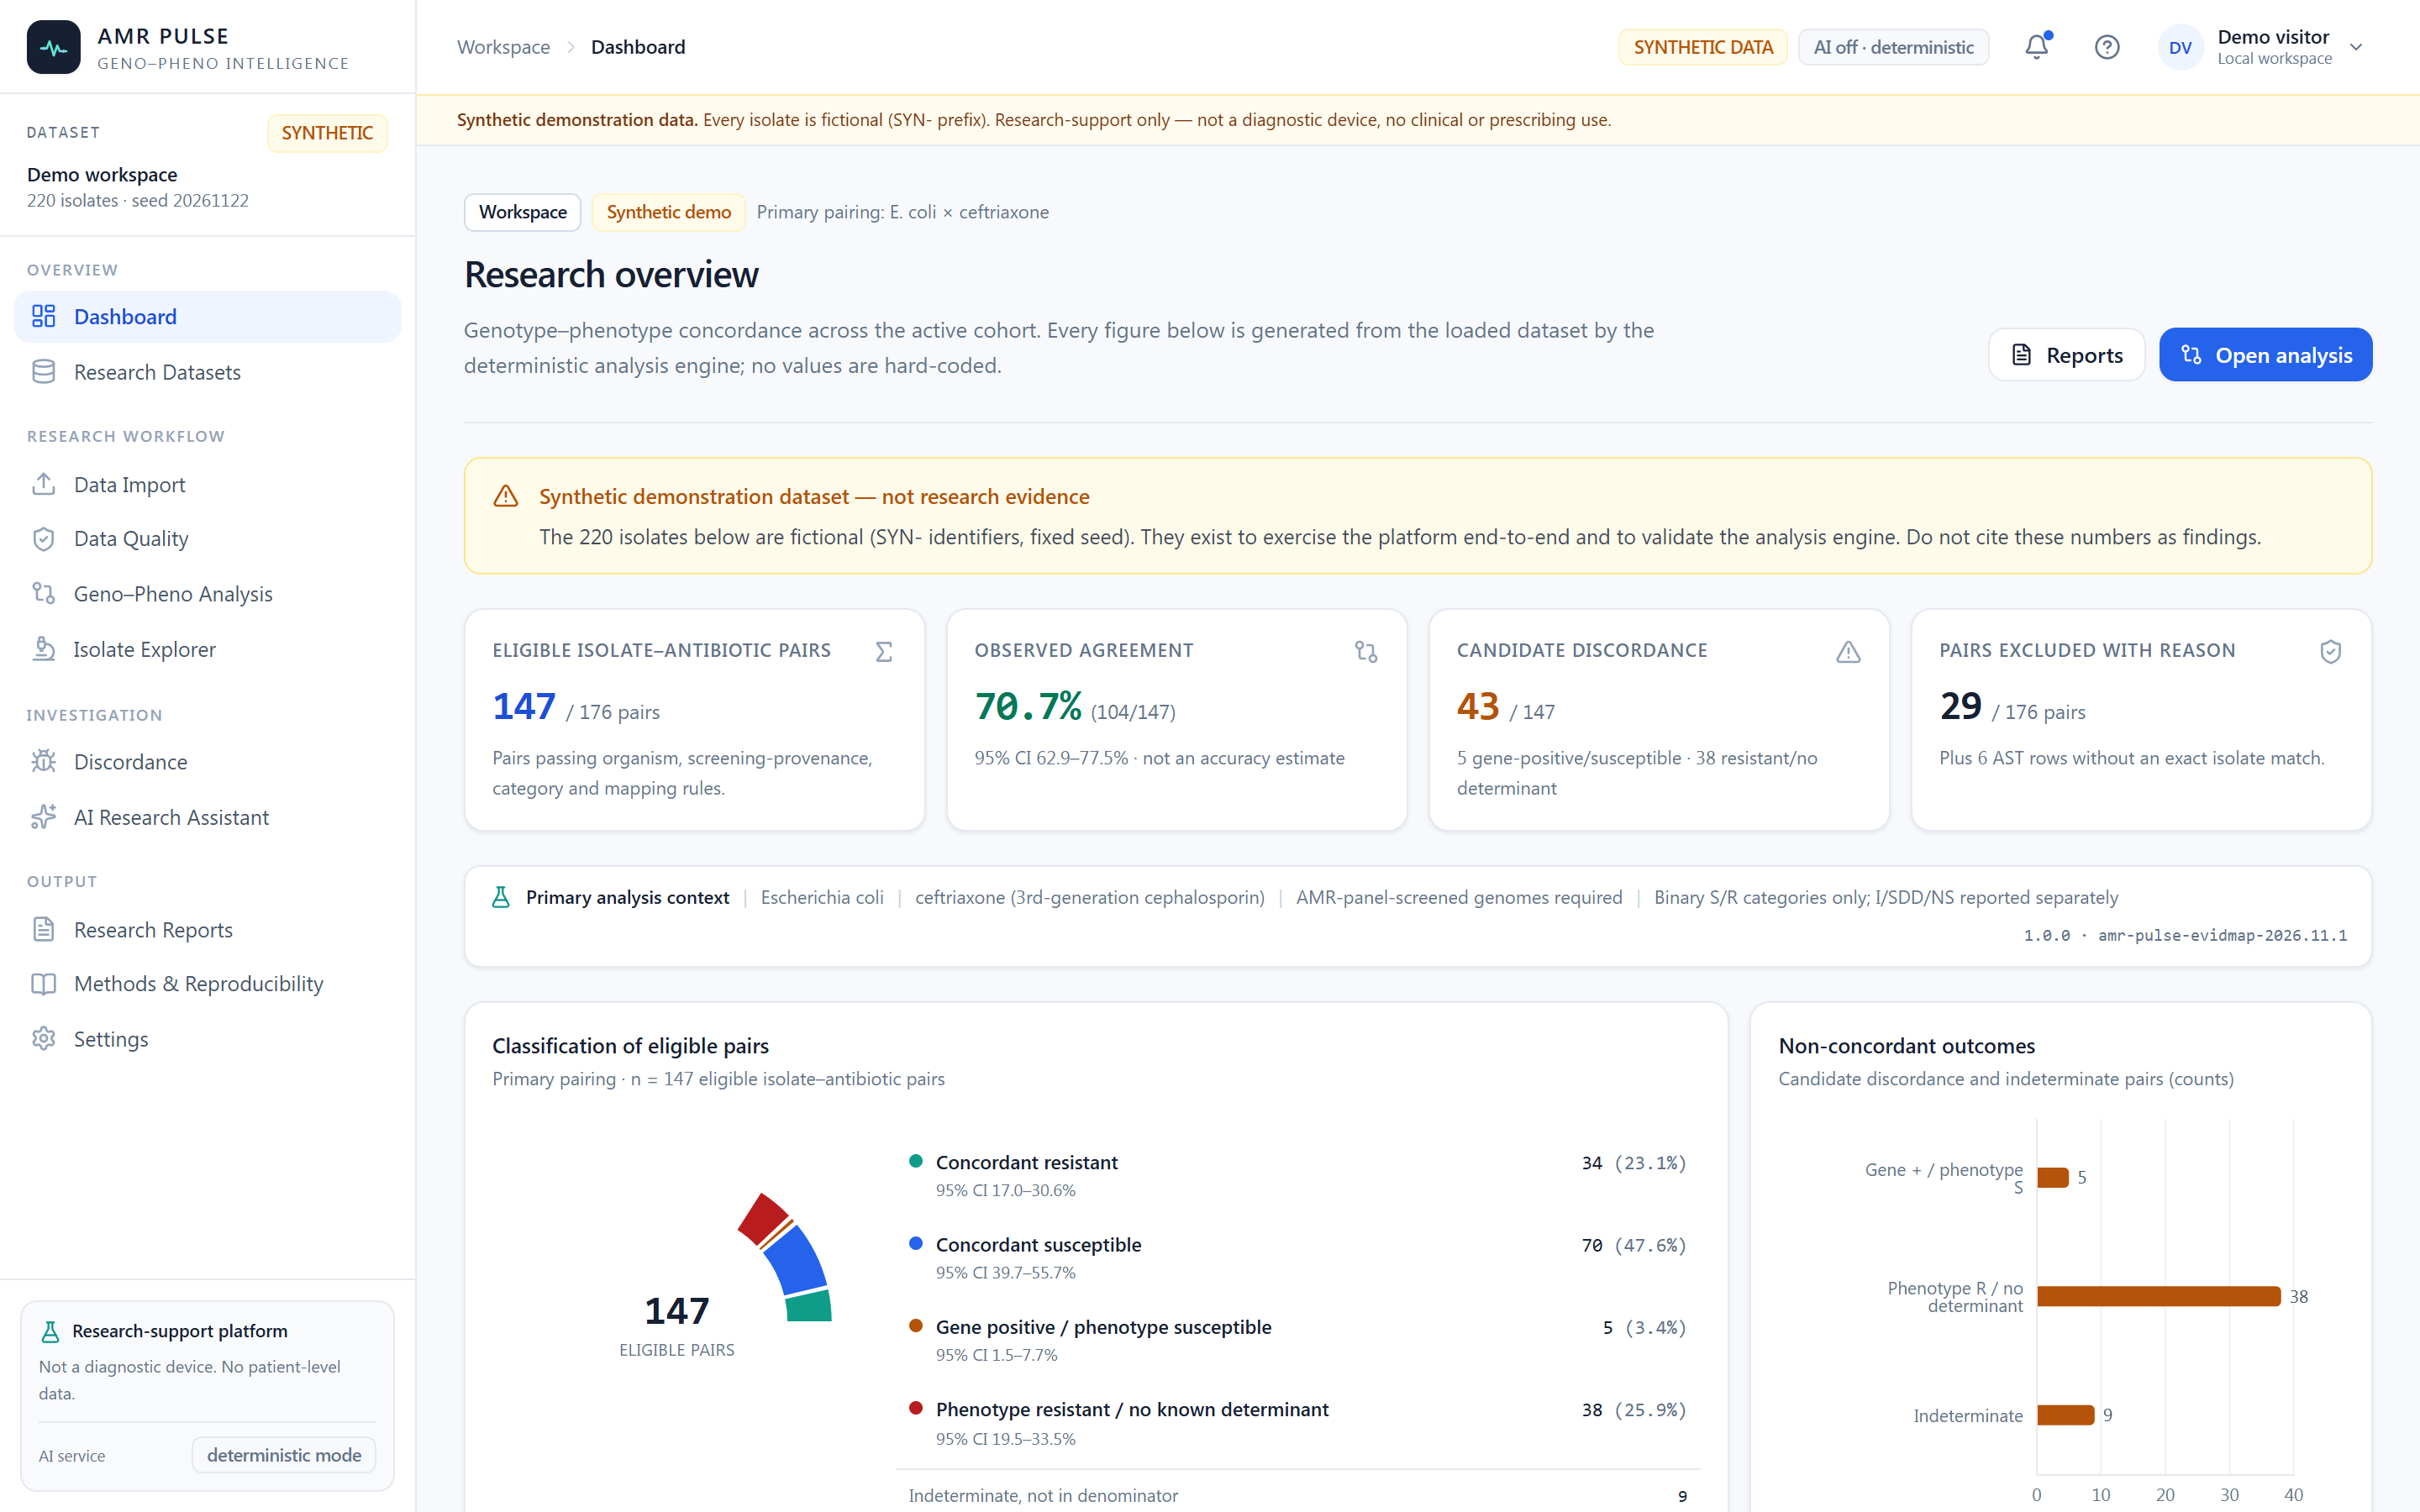 AMR PULSE
GENO–PHENO INTELLIGENCE
DATASET
SYNTHETIC
Demo workspace
220 isolates · seed 20261122
OVERVIEW
Dashboard
Research Datasets
RESEARCH WORKFLOW
Data Import
Data Quality
Geno–Pheno Analysis
Isolate Explorer
INVESTIGATION
Discordance
AI Research Assistant
OUTPUT
Research Reports
Methods & Reproducibility
Settings
Research-support platform
Not a diagnostic device. No patient-level
data.
AI service
deterministic mode
Workspace > Dashboard
SYNTHETIC DATA
AI off · deterministic
DV
Demo visitor
Local workspace
Synthetic demonstration data. Every isolate is fictional (SYN- prefix). Research-support only — not a diagnostic device, no clinical or prescribing use.
Workspace
Synthetic demo
Primary pairing: E. coli × ceftriaxone
Research overview
Genotype–phenotype concordance across the active cohort. Every figure below is generated from the loaded dataset by the
deterministic analysis engine; no values are hard-coded.
Reports
Open analysis
Synthetic demonstration dataset — not research evidence
The 220 isolates below are fictional (SYN- identifiers, fixed seed). They exist to exercise the platform end-to-end and to validate the analysis engine. Do not cite these numbers as findings.
ELIGIBLE ISOLATE–ANTIBIOTIC PAIRS
147 / 176 pairs
Pairs passing organism, screening-provenance,
category and mapping rules.
OBSERVED AGREEMENT
70.7% (104/147)
95% CI 62.9–77.5% · not an accuracy estimate
CANDIDATE DISCORDANCE
43 / 147
5 gene-positive/susceptible · 38 resistant/no
determinant
PAIRS EXCLUDED WITH REASON
29 / 176 pairs
Plus 6 AST rows without an exact isolate match.
Primary analysis context | Escherichia coli | ceftriaxone (3rd-generation cephalosporin) | AMR-panel-screened genomes required | Binary S/R categories only; I/SDD/NS reported separately
1.0.0 · amr-pulse-evidmap-2026.11.1
Classification of eligible pairs
Primary pairing · n = 147 eligible isolate–antibiotic pairs
147
ELIGIBLE PAIRS
Concordant resistant 34 (23.1%)
95% CI 17.0–30.6%
Concordant susceptible 70 (47.6%)
95% CI 39.7–55.7%
Gene positive / phenotype susceptible 5 (3.4%)
95% CI 1.5–7.7%
Phenotype resistant / no known determinant 38 (25.9%)
95% CI 19.5–33.5%
Indeterminate, not in denominator 9
Non-concordant outcomes
Candidate discordance and indeterminate pairs (counts)
Gene + / phenotype
S
5
Phenotype R / no
determinant
38
Indeterminate
9
0 10 20 30 40